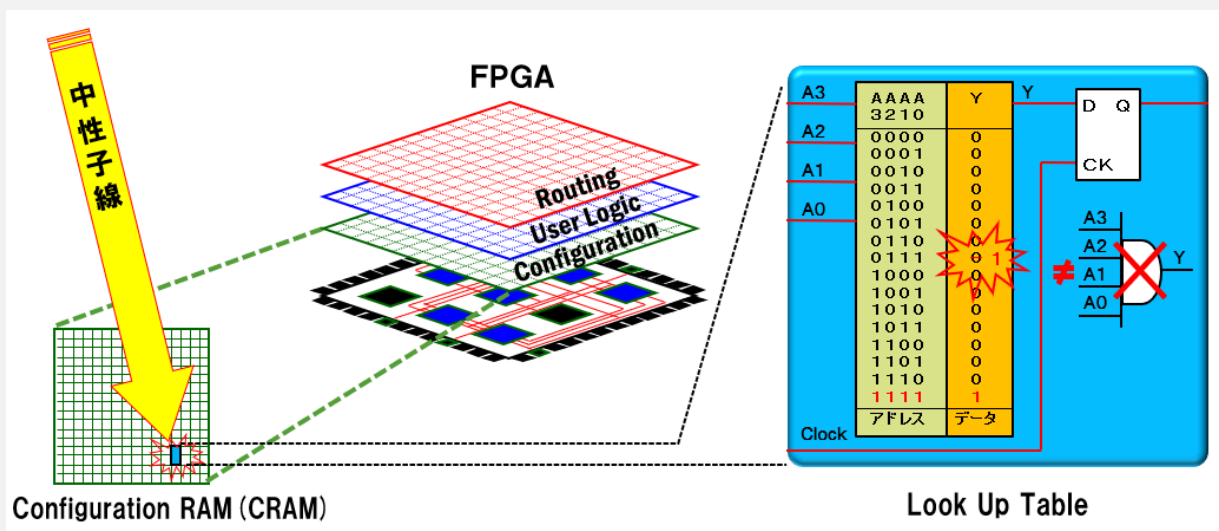 中性子線
FPGA
Routing
User Logic
Configuration
Configuration RAM (CRAM)
A3
A2
A1
A0
Clock
AAAA Y
3210
0000 0
0001 0
0010 0
0011 0
0100 0
0101 0
0110 0
0111 0 1
1000 0
1001 0
1010 0
1011 0
1100 0
1101 0
1110 0
1111 1
アドレス データ
Y
D Q
CK
A3
A2
≠ A1 Y
A0
Look Up Table